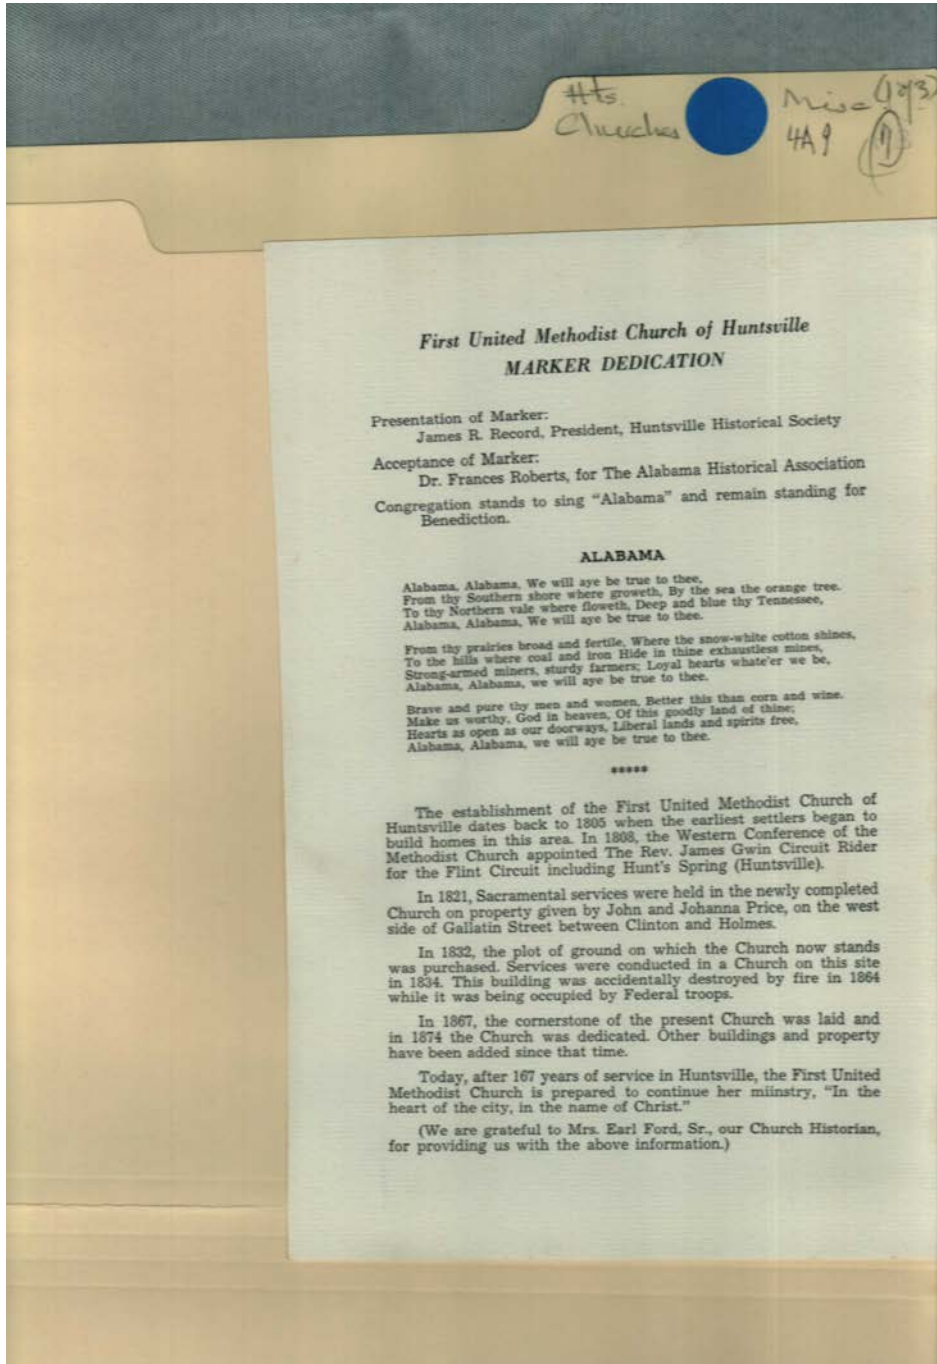 Hts.
Churches
Misc (1 of 3)
4A9
First United Methodist Church of Huntsville
MARKER DEDICATION
Presentation of Marker:
James R. Record, President, Huntsville Historical Society
Acceptance of Marker:
Dr. Frances Roberts, for The Alabama Historical Association
Congregation stands to sing "Alabama" and remain standing for
Benediction.
ALABAMA
Alabama, Alabama, We will aye be true to thee,
From thy Southern shore where groweth, By the sea the orange tree.
To thy Northern vale where floweth, Deep and blue thy Tennessee,
Alabama, Alabama, We will aye be true to thee.
From thy prairies broad and fertile, Where the snow-white cotton shines,
To the hills where coal and iron Hide in thine exhaustless mines,
Strong-armed miners, sturdy farmers; Loyal hearts whate'er we be,
Alabama, Alabama, we will aye be true to thee.
Brave and pure thy men and women, Better this than corn and wine.
Make us worthy, God in heaven, Of this goodly land of thine;
Hearts as open as our doorways, Liberal lands and spirits free,
Alabama, Alabama, we will aye be true to thee.
*****
The establishment of the First United Methodist Church of
Huntsville dates back to 1805 when the earliest settlers began to
build homes in this area. In 1808, the Western Conference of the
Methodist Church appointed The Rev. James Gwin Circuit Rider
for the Flint Circuit including Hunt's Spring (Huntsville).
In 1821, Sacramental services were held in the newly completed
Church on property given by John and Johanna Price, on the west
side of Gallatin Street between Clinton and Holmes.
In 1832, the plot of ground on which the Church now stands
was purchased. Services were conducted in a Church on this site
in 1834. This building was accidentally destroyed by fire in 1864
while it was being occupied by Federal troops.
In 1867, the cornerstone of the present Church was laid and
in 1874 the Church was dedicated. Other buildings and property
have been added since that time.
Today, after 167 years of service in Huntsville, the First United
Methodist Church is prepared to continue her miinstry, "In the
heart of the city, in the name of Christ."
(We are grateful to Mrs. Earl Ford, Sr., our Church Historian,
for providing us with the above information.)